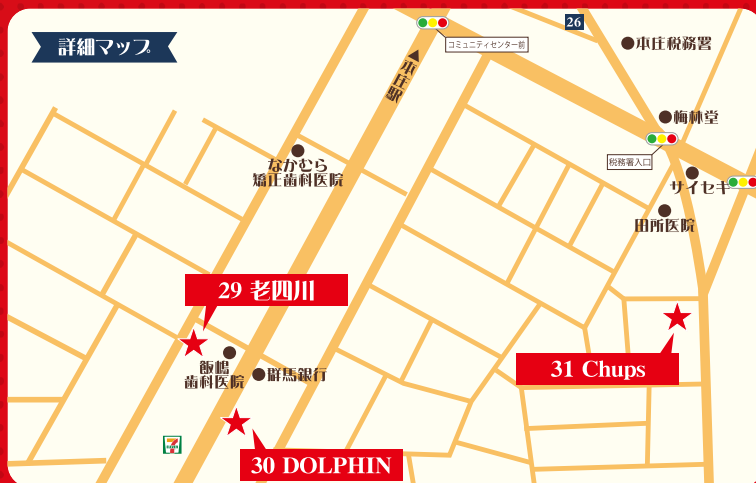 詳細マップ
26
コミュニティセンター前
本庄税務署
▲本庄駅
梅林堂
税務署入口
なかむら
矯正歯科医院
サイセキ
田所医院
29 老四川
飯嶋
歯科医院
群馬銀行
31 Chups
30 DOLPHIN